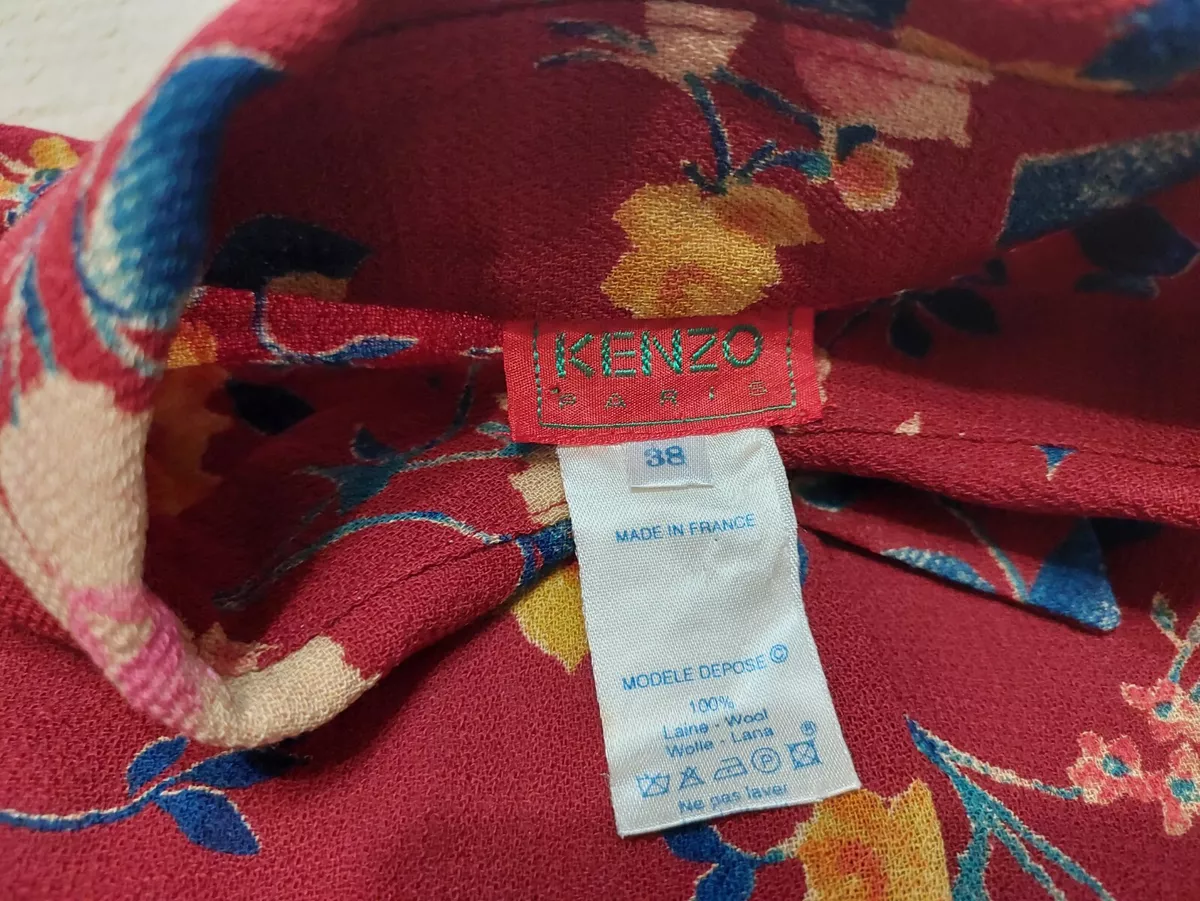 KENZO
PARIS
38
MADE IN FRANCE
MODELE DEPOSE ©
100%
Laine - Wool
Wolle - Lana ®
P
Ne pas laver